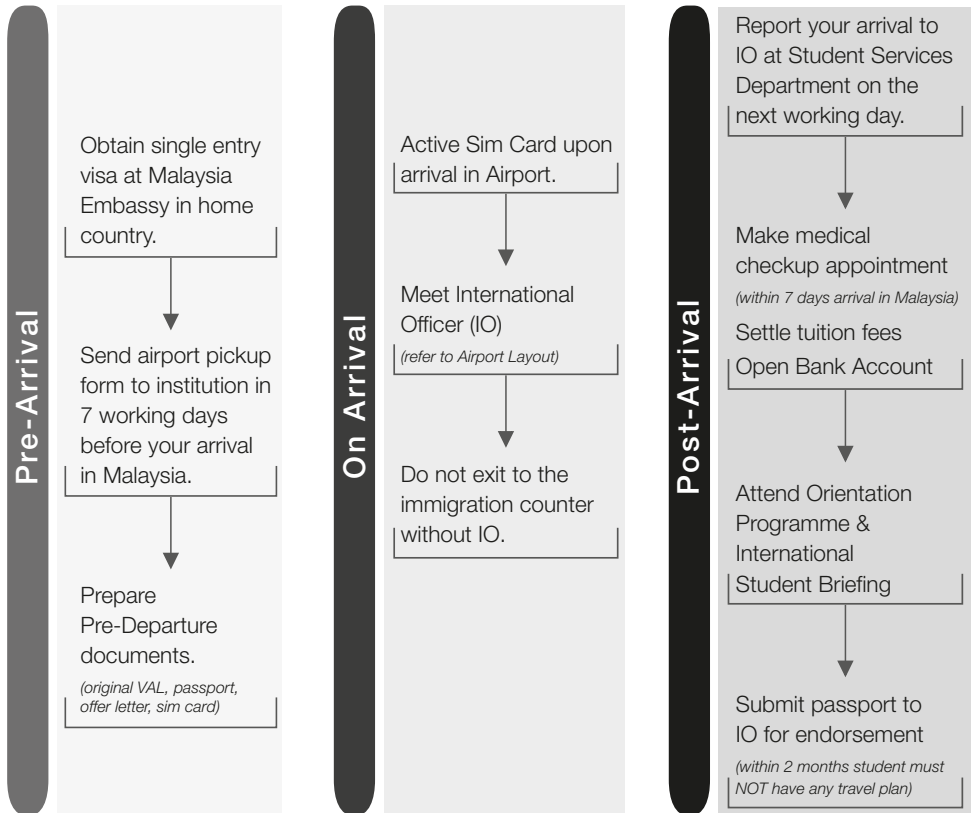 Pre-Arrival
Obtain single entry
visa at Malaysia
Embassy in home
country.
Send airport pickup
form to institution in
7 working days
before your arrival
in Malaysia.
Prepare
Pre-Departure
documents.
(original VAL, passport,
offer letter, sim card)
On Arrival
Active Sim Card upon
arrival in Airport.
Meet International
Officer (IO)
(refer to Airport Layout)
Do not exit to the
immigration counter
without IO.
Post-Arrival
Report your arrival to
IO at Student Services
Department on the
next working day.
Make medical
checkup appointment
(within 7 days arrival in Malaysia)
Settle tuition fees
Open Bank Account
Attend Orientation
Programme &
International
Student Briefing
Submit passport to
IO for endorsement
(within 2 months student must
NOT have any travel plan)